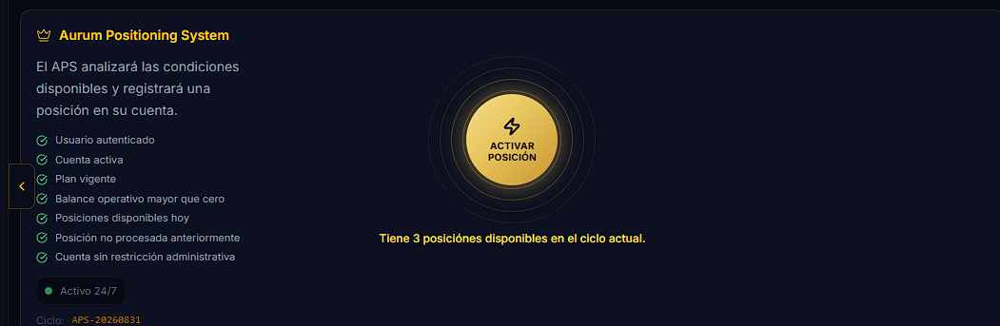 Aurum Positioning System
El APS analizará las condiciones
disponibles y registrará una
posición en su cuenta.
Usuario autenticado
Cuenta activa
Plan vigente
Balance operativo mayor que cero
Posiciones disponibles hoy
Posición no procesada anteriormente
Cuenta sin restricción administrativa
Activo 24/7
Ciclo: APS-20260831
ACTIVAR
POSICIÓN
Tiene 3 posiciónes disponibles en el ciclo actual.